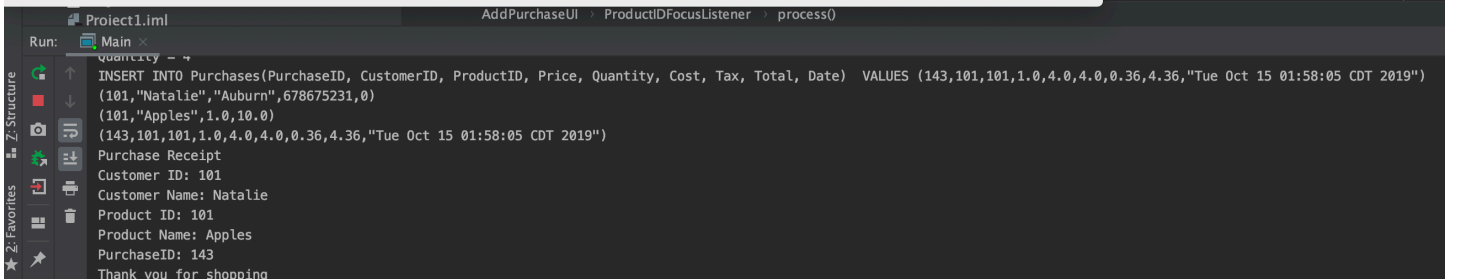 Project1.iml
AddPurchaseUI › ProductIDFocusListener › process()
Run: Main ×
Quantity = 4
INSERT INTO Purchases(PurchaseID, CustomerID, ProductID, Price, Quantity, Cost, Tax, Total, Date)  VALUES (143,101,101,1.0,4.0,4.0,0.36,4.36,"Tue Oct 15 01:58:05 CDT 2019")
(101,"Natalie","Auburn",678675231,0)
(101,"Apples",1.0,10.0)
(143,101,101,1.0,4.0,4.0,0.36,4.36,"Tue Oct 15 01:58:05 CDT 2019")
Purchase Receipt
Customer ID: 101
Customer Name: Natalie
Product ID: 101
Product Name: Apples
PurchaseID: 143
Thank you for shopping
Z: Structure
2: Favorites